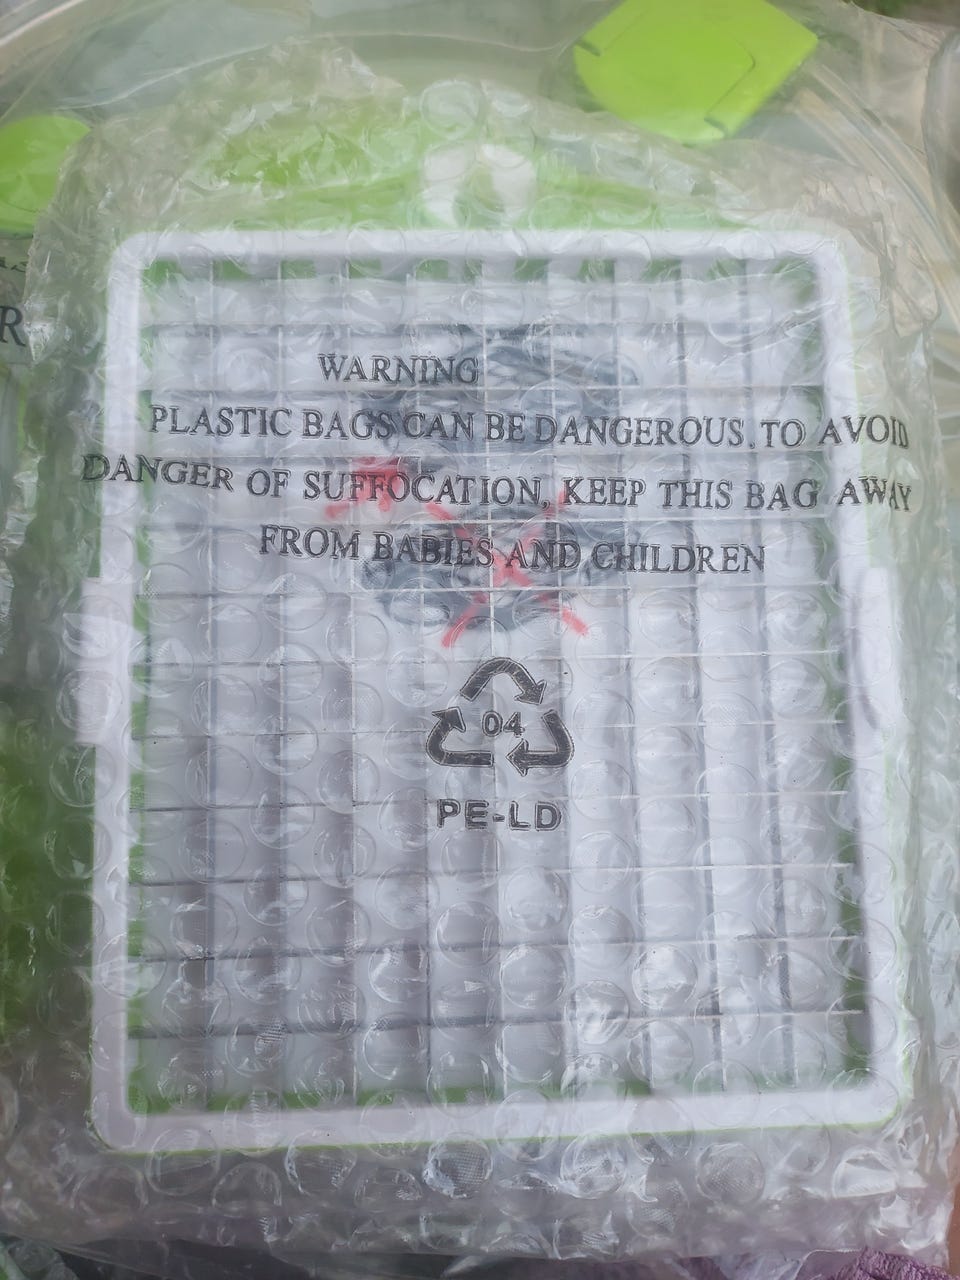 WARNING
PLASTIC BAGS CAN BE DANGEROUS. TO AVOID
DANGER OF SUFFOCATION, KEEP THIS BAG AWAY
FROM BABIES AND CHILDREN
04
PE-LD
R